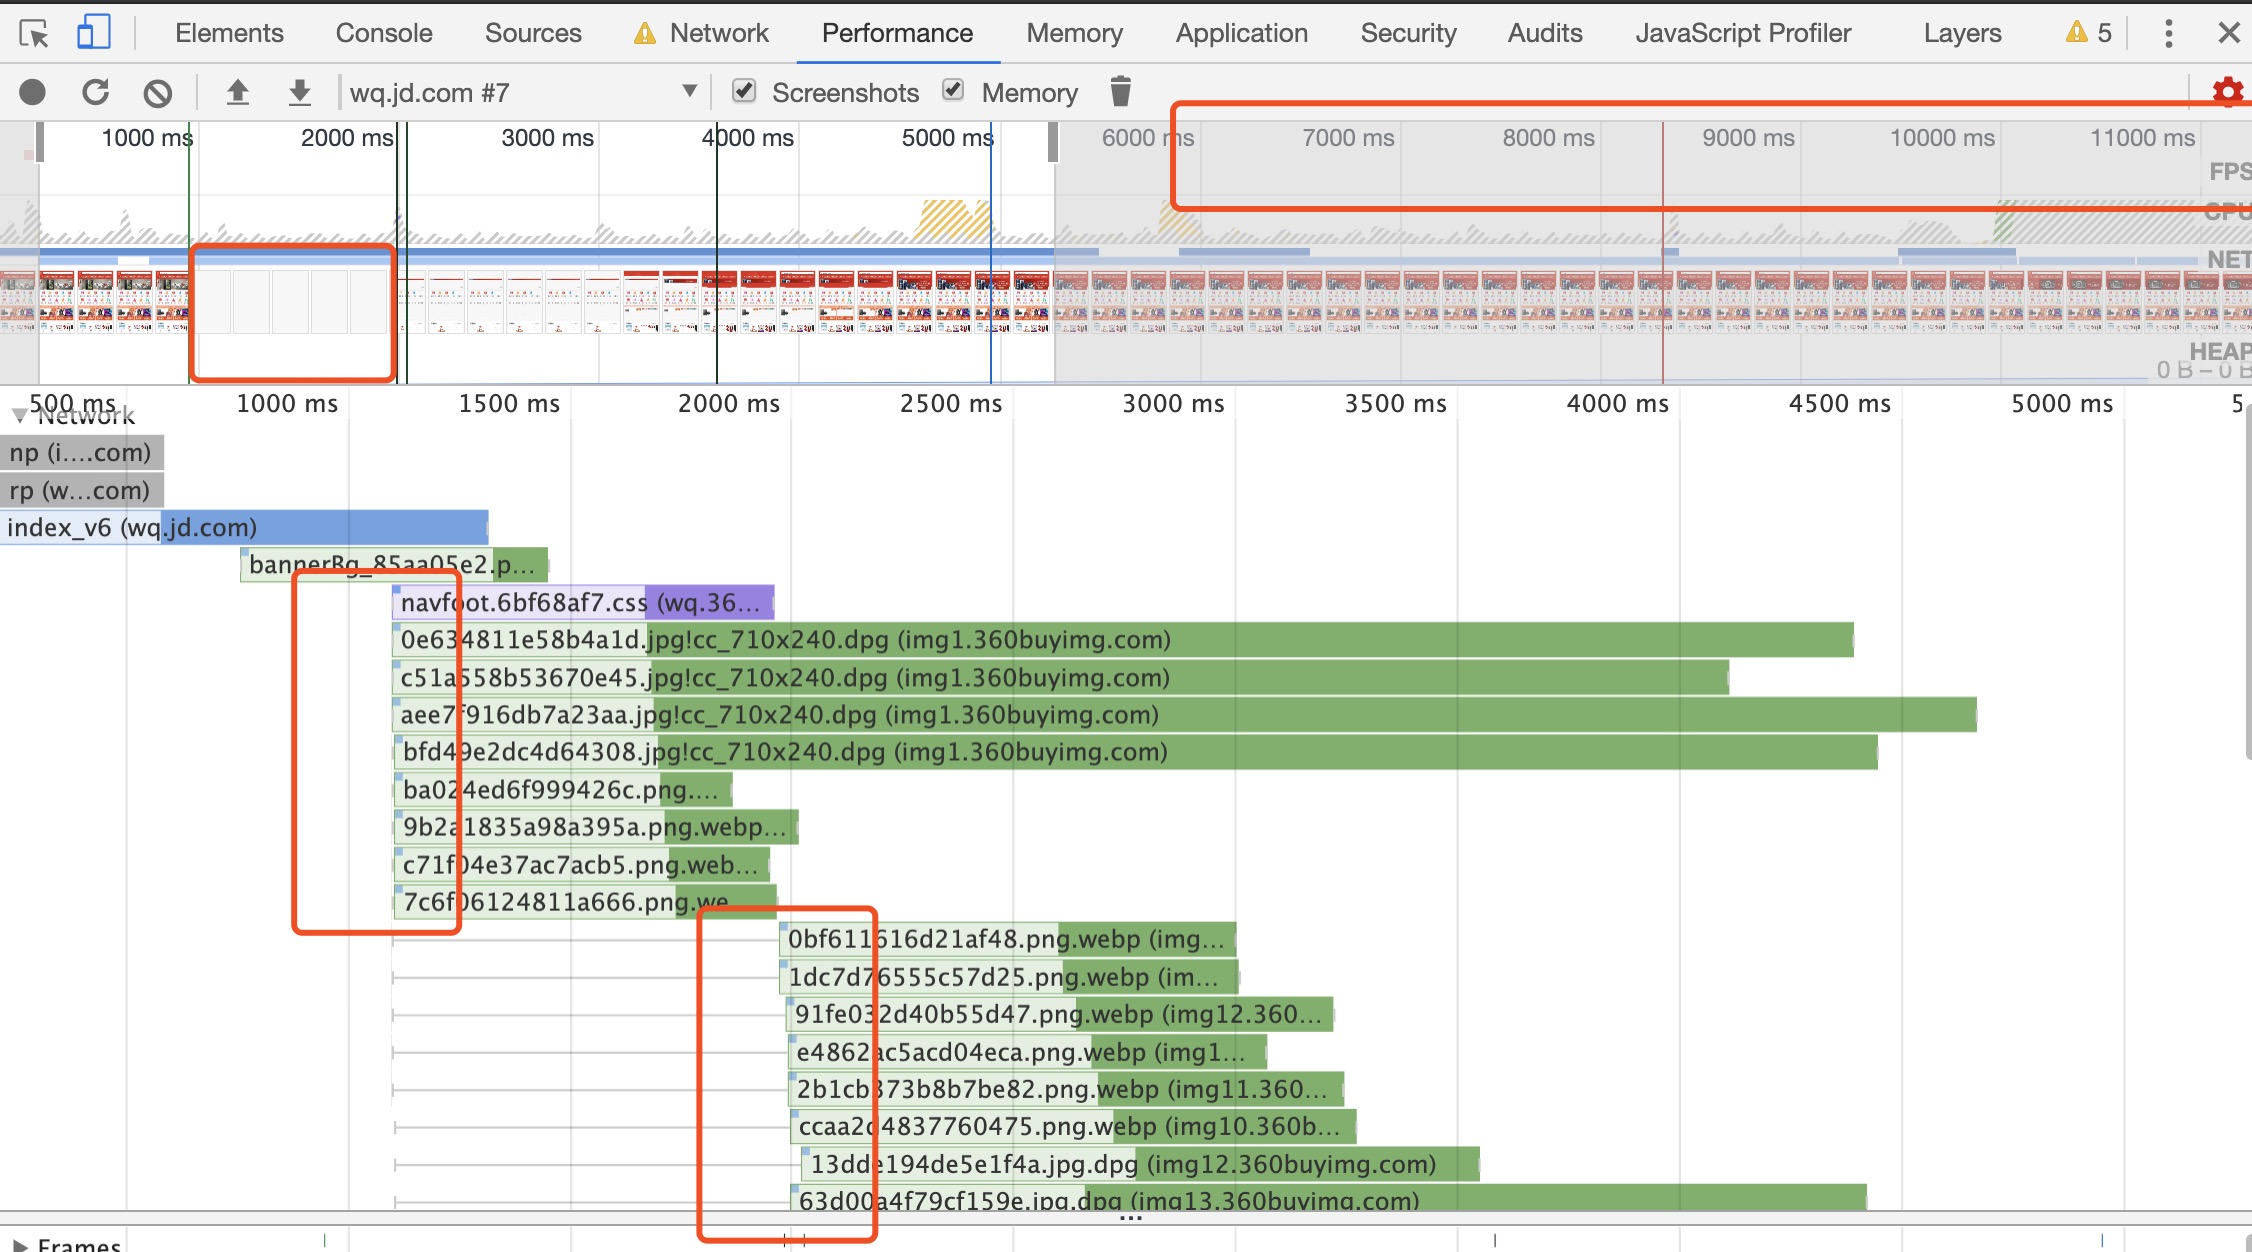 Elements Console Sources Network Performance Memory Application Security Audits JavaScript Profiler Layers 5
wq.jd.com #7 Screenshots Memory
1000 ms 2000 ms 3000 ms 4000 ms 5000 ms 6000 ms 7000 ms 8000 ms 9000 ms 10000 ms 11000 ms
FPS
CPU
NET
HEAP
0 B – 0 B
500 ms 1000 ms 1500 ms 2000 ms 2500 ms 3000 ms 3500 ms 4000 ms 4500 ms 5000 ms 5
Network
np (i....com)
rp (w...com)
index_v6 (wq.jd.com)
bannerBg_85aa05e2.p...
navfoot.6bf68af7.css (wq.36...
0e634811e58b4a1d.jpg!cc_710x240.dpg (img1.360buyimg.com)
c51a558b53670e45.jpg!cc_710x240.dpg (img1.360buyimg.com)
aee7f916db7a23aa.jpg!cc_710x240.dpg (img1.360buyimg.com)
bfd49e2dc4d64308.jpg!cc_710x240.dpg (img1.360buyimg.com)
ba024ed6f999426c.png....
9b2a1835a98a395a.png.webp...
c71f04e37ac7acb5.png.web...
7c6f06124811a666.png.we
0bf611616d21af48.png.webp (img...
1dc7d76555c57d25.png.webp (im...
91fe032d40b55d47.png.webp (img12.360...
e4862ac5acd04eca.png.webp (img1...
2b1cb373b8b7be82.png.webp (img11.360...
ccaa2d4837760475.png.webp (img10.360b...
13dde194de5e1f4a.jpg.dpg (img12.360buyimg.com)
63d00a4f79cf159e.jpg.dpg (img13.360buyimg.com)
...
Frames